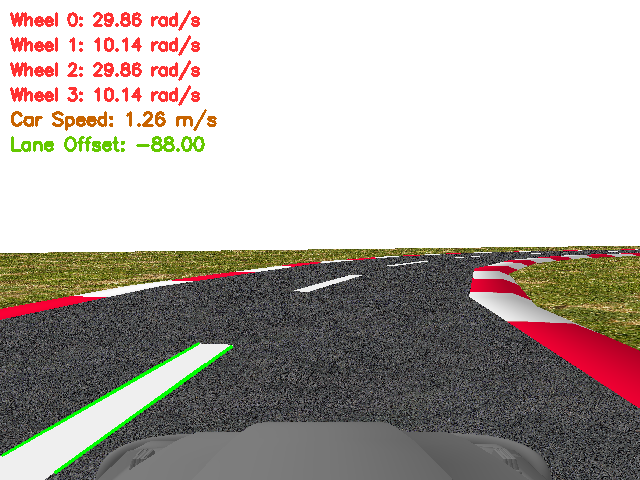 Wheel 0: 29.86 rad/s
Wheel 1: 10.14 rad/s
Wheel 2: 29.86 rad/s
Wheel 3: 10.14 rad/s
Car Speed: 1.26 m/s
Lane Offset: -88.00